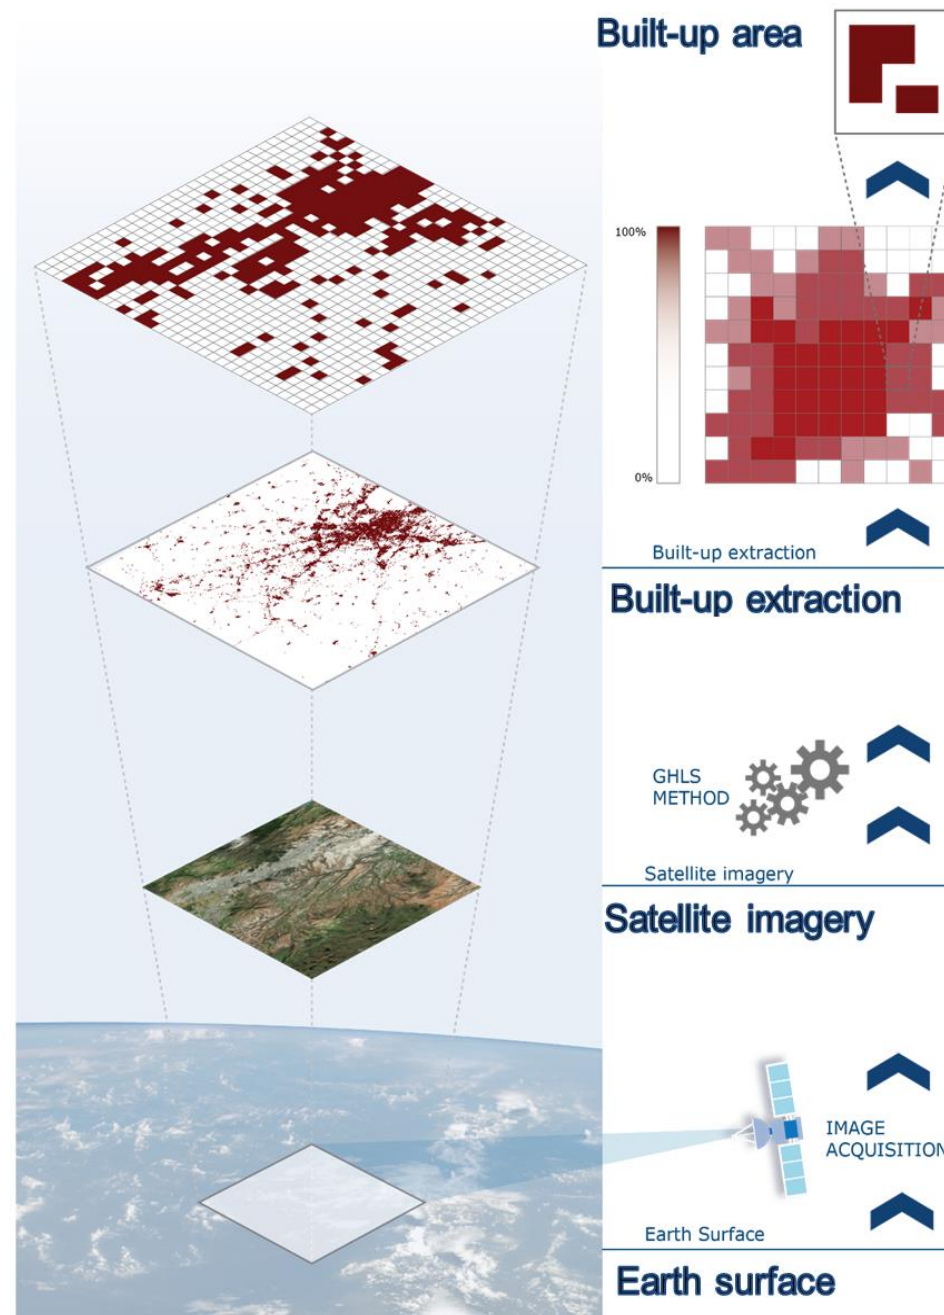 Built-up area
100%
0%
Built-up extraction
Built-up extraction
GHLS
METHOD
Satellite imagery
Satellite imagery
IMAGE
ACQUISITION
Earth Surface
Earth surface